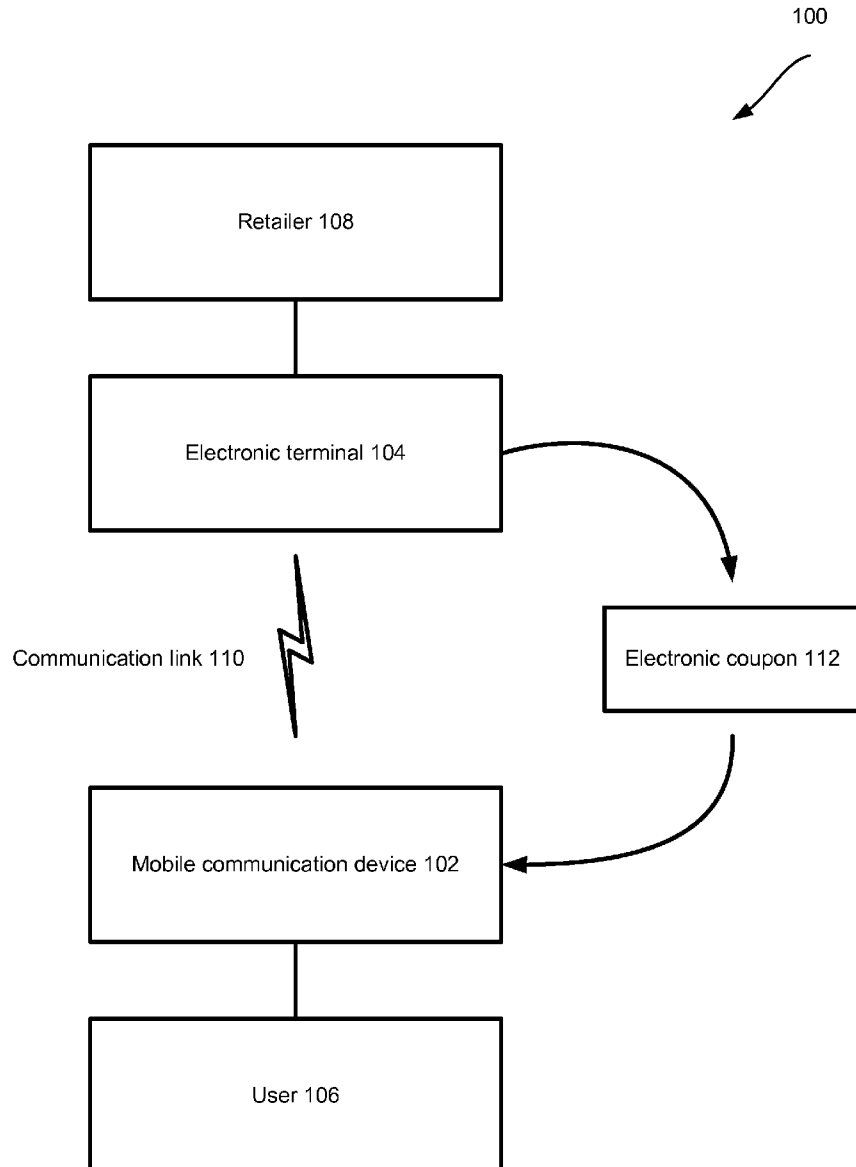 100
Retailer 108
Electronic terminal 104
Communication link 110
Electronic coupon 112
Mobile communication device 102
User 106